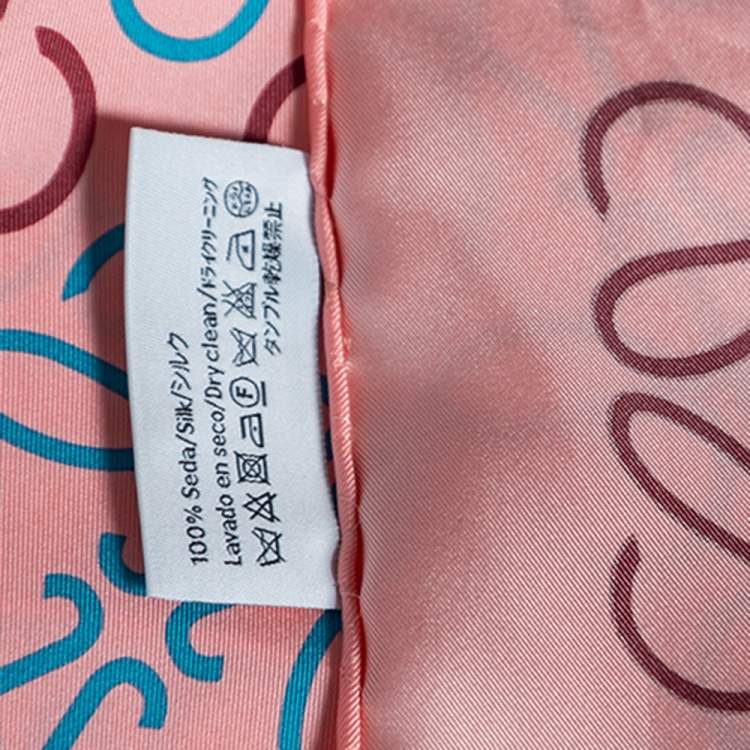 100% Seda/Silk/シルク
Lavado en seco/Dry clean/ドライクリーニング
F
タンブル乾燥禁止